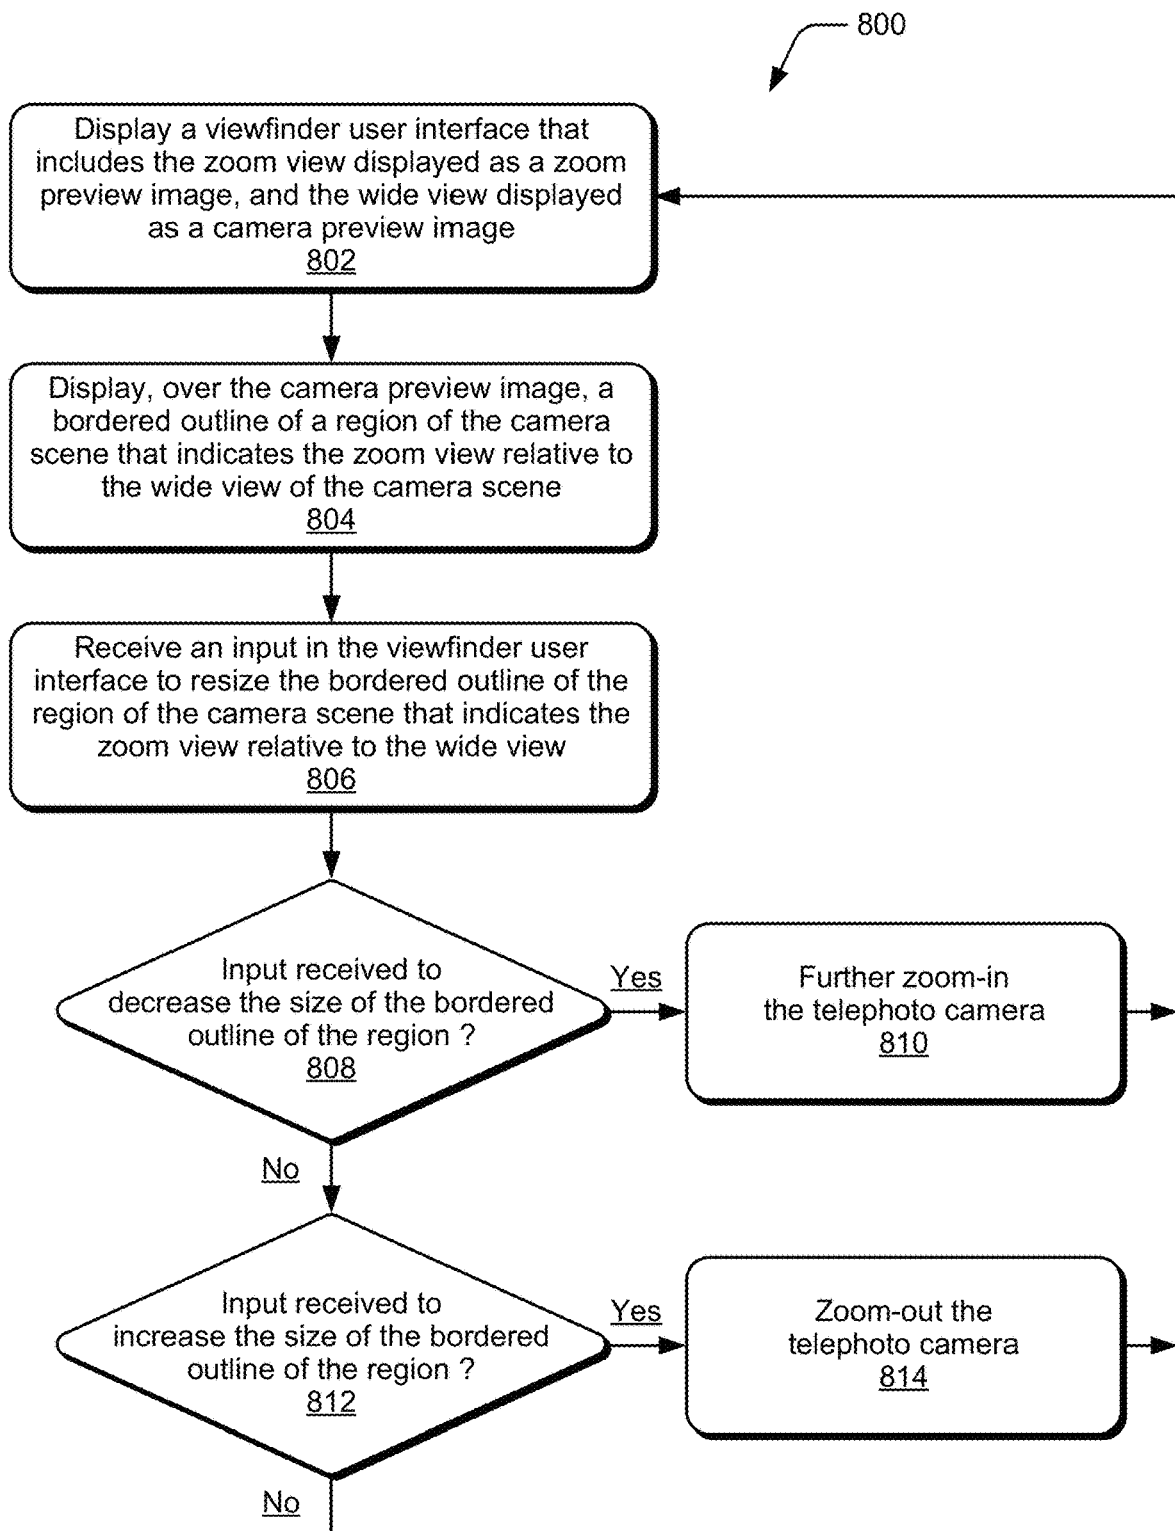 800
Display a viewfinder user interface that
includes the zoom view displayed as a zoom
preview image, and the wide view displayed
as a camera preview image
802
Display, over the camera preview image, a
bordered outline of a region of the camera
scene that indicates the zoom view relative to
the wide view of the camera scene
804
Receive an input in the viewfinder user
interface to resize the bordered outline of the
region of the camera scene that indicates the
zoom view relative to the wide view
806
Input received to
decrease the size of the bordered
outline of the region ?
808
Yes
Further zoom-in
the telephoto camera
810
No
Input received to
increase the size of the bordered
outline of the region ?
812
Yes
Zoom-out the
telephoto camera
814
No